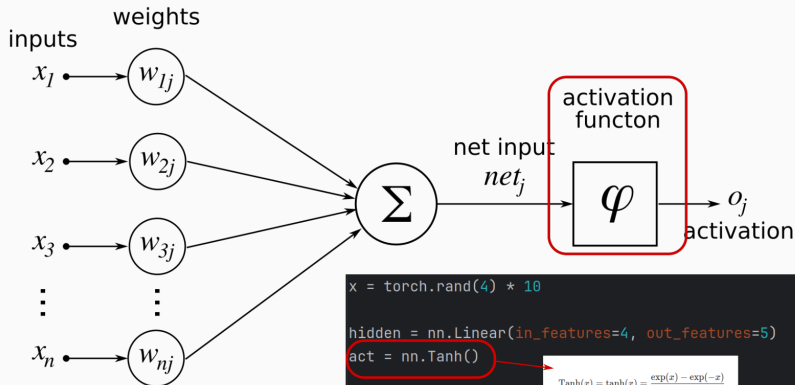 weights
inputs
x1
w1j
activation
functon
x2
w2j
net input
netj
Σ
φ
oj
activation
x3
w3j
xn
wnj
x = torch.rand(4) * 10
hidden = nn.Linear(in_features=4, out_features=5)
act = nn.Tanh()
Tanh(x) = tanh(x) = exp(x) − exp(−x)